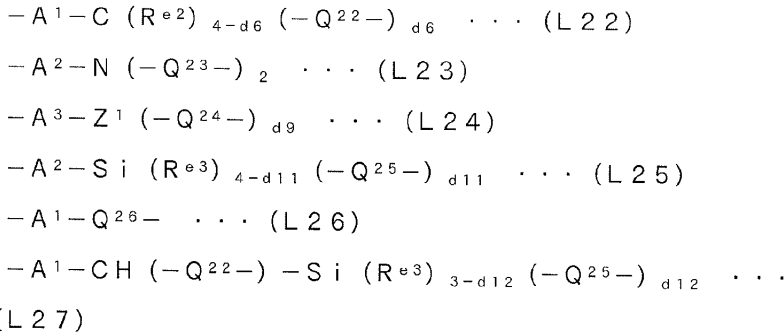 －A¹－C（Rᵉ²）₄₋d₆（－Q²²－）d₆ ・・・（L22）
－A²－N（－Q²³－）₂ ・・・（L23）
－A³－Z¹（－Q²⁴－）d₉ ・・・（L24）
－A²－Si（Rᵉ³）₄₋d₁₁（－Q²⁵－）d₁₁ ・・・（L25）
－A¹－Q²⁶－ ・・・（L26）
－A¹－CH（－Q²²－）－Si（Rᵉ³）₃₋d₁₂（－Q²⁵－）d₁₂ ・・・
（L27）